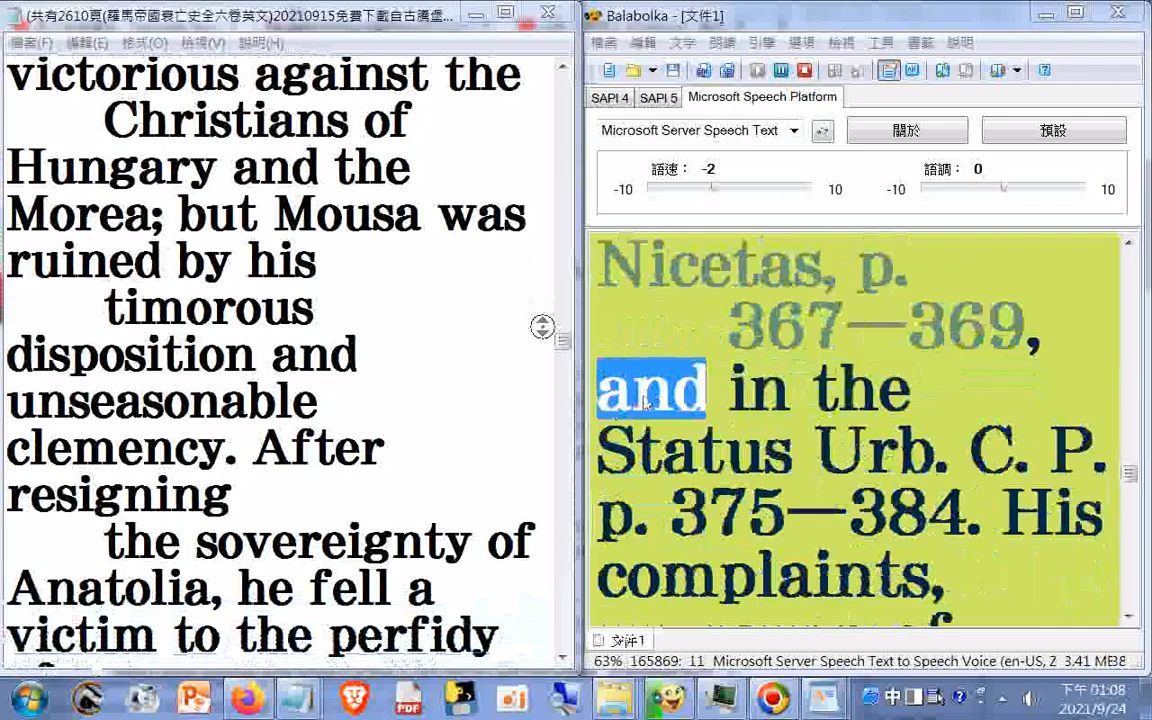 (共有2610頁(羅馬帝國衰亡史全六卷英文)20210915免費下載自古騰堡...
檔案(F) 編輯(E) 格式(O) 檢視(V) 說明(H)
victorious against the
Christians of
Hungary and the
Morea; but Mousa was
ruined by his
timorous
disposition and
unseasonable
clemency. After
resigning
the sovereignty of
Anatolia, he fell a
victim to the perfidy
Balabolka - [文件1]
檔案 編輯 文字 朗讀 引擎 選項 檢視 工具 書籤 說明
SAPI 4 SAPI 5 Microsoft Speech Platform
Microsoft Server Speech Text
關於
預設
語速: -2
語調: 0
-10 10 -10 10
Nicetas, p.
367—369,
and in the
Status Urb. C. P.
p. 375—384. His
complaints,
文件1
63% 165869: 11 Microsoft Server Speech Text to Speech Voice (en-US, Z 3.41 MB
PDF
中
下午 01:08
2021/9/24